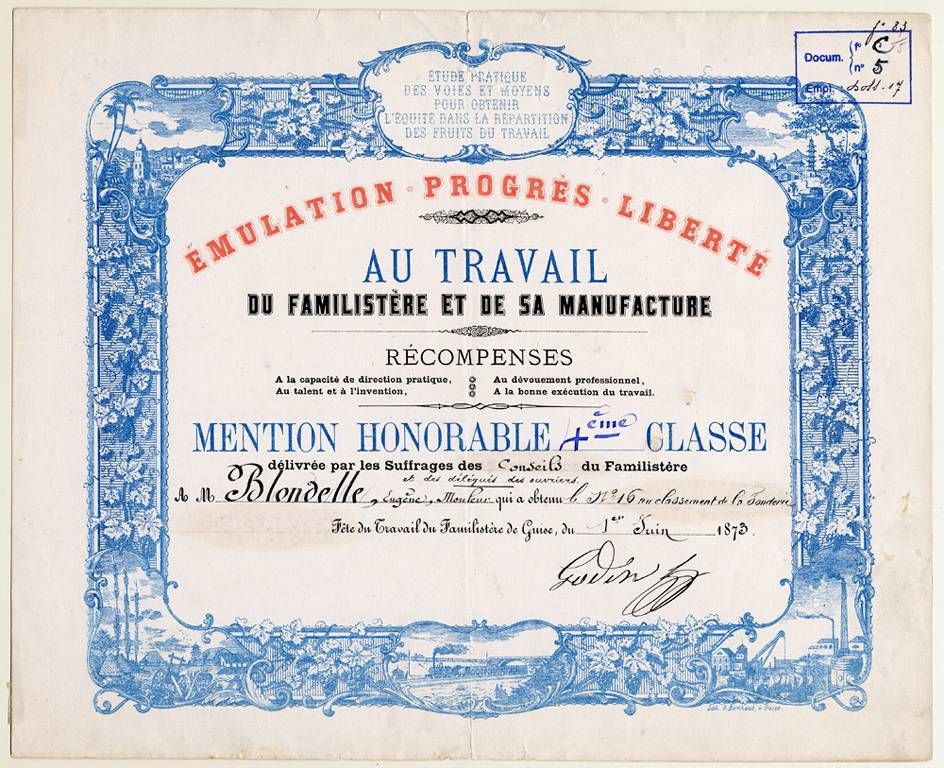 f° 83
Docum. { r° C
n° 5
Empl.
ÉTUDE PRATIQUE
DES VOIES ET MOYENS
POUR OBTENIR
L'ÉQUITÉ DANS LA RÉPARTITION
DES FRUITS DU TRAVAIL
ÉMULATION · PROGRÈS · LIBERTÉ
AU TRAVAIL
DU FAMILISTÈRE ET DE SA MANUFACTURE
RÉCOMPENSES
A la capacité de direction pratique, Au dévouement professionnel,
Au talent et à l'invention, A la bonne exécution du travail.
MENTION HONORABLE 4ème CLASSE
délivrée par les Suffrages des Conseils du Familistère
et des délégués des ouvriers.
A M Blondelle, Eugène, Mouleur qui a obtenu le N° 16 au classement de la Fonderie
Fête du Travail du Familistère de Guise, du 1er Juin 1873.
Godin